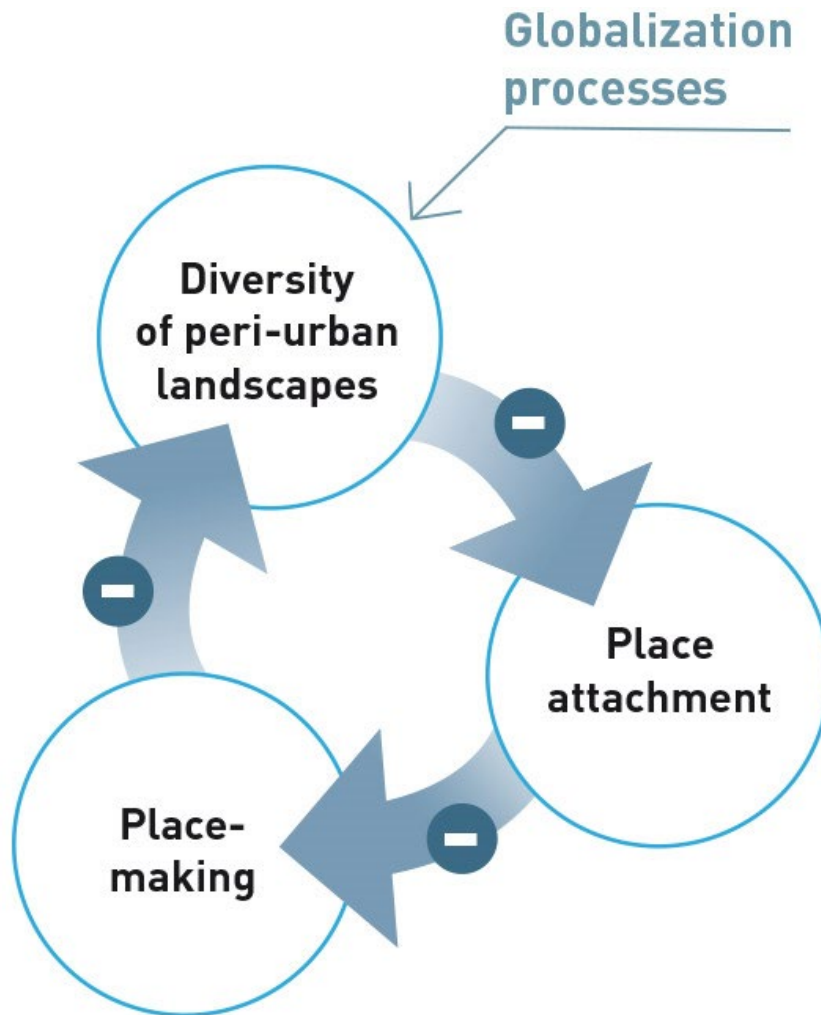 Globalization
processes
Diversity
of peri-urban
landscapes
Place
attachment
Place-
making